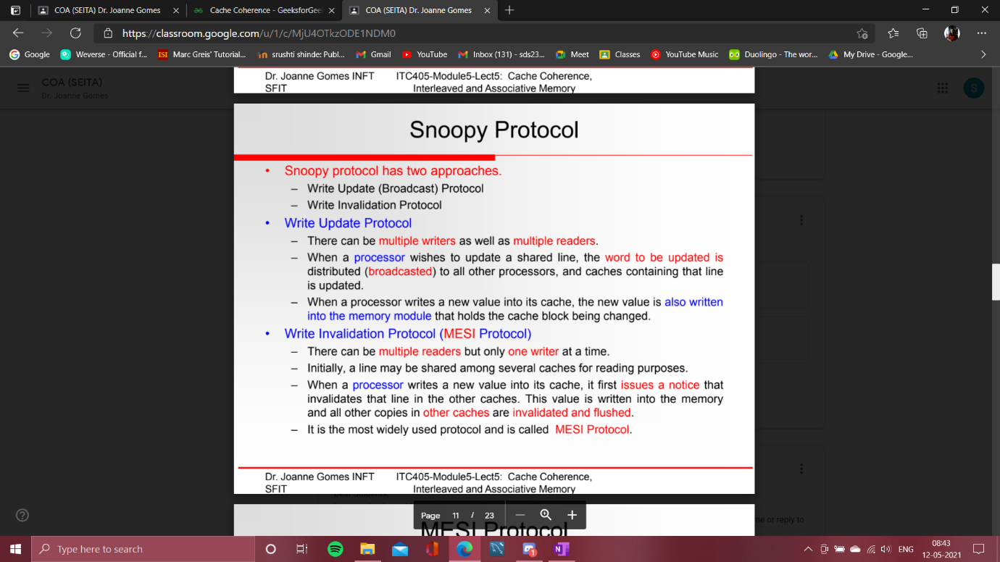 COA (SEITA) Dr. Joanne Gomes
Cache Coherence - GeeksforGee
COA (SEITA) Dr. Joanne Gomes
https://classroom.google.com/u/1/c/MjU4OTkzODE1NDM0
Google
Weverse - Official f...
ISI Marc Greis' Tutorial...
srushti shinde: Publ...
Gmail
YouTube
Inbox (131) - sds23...
Meet
Classes
YouTube Music
Duolingo - The wor...
My Drive - Google...
COA (SEITA)
Dr. Joanne Gomes
S
Dr. Joanne Gomes INFT ITC405-Module5-Lect5: Cache Coherence,
SFIT Interleaved and Associative Memory
Snoopy Protocol
• Snoopy protocol has two approaches.
– Write Update (Broadcast) Protocol
– Write Invalidation Protocol
• Write Update Protocol
– There can be multiple writers as well as multiple readers.
– When a processor wishes to update a shared line, the word to be updated is
distributed (broadcasted) to all other processors, and caches containing that line
is updated.
– When a processor writes a new value into its cache, the new value is also written
into the memory module that holds the cache block being changed.
• Write Invalidation Protocol (MESI Protocol)
– There can be multiple readers but only one writer at a time.
– Initially, a line may be shared among several caches for reading purposes.
– When a processor writes a new value into its cache, it first issues a notice that
invalidates that line in the other caches. This value is written into the memory
and all other copies in other caches are invalidated and flushed.
– It is the most widely used protocol and is called MESI Protocol.
Dr. Joanne Gomes INFT ITC405-Module5-Lect5: Cache Coherence,
SFIT Interleaved and Associative Memory
Page 11 / 23
MESI Protocol
or reply to
Type here to search
1
ENG
08:43
12-05-2021